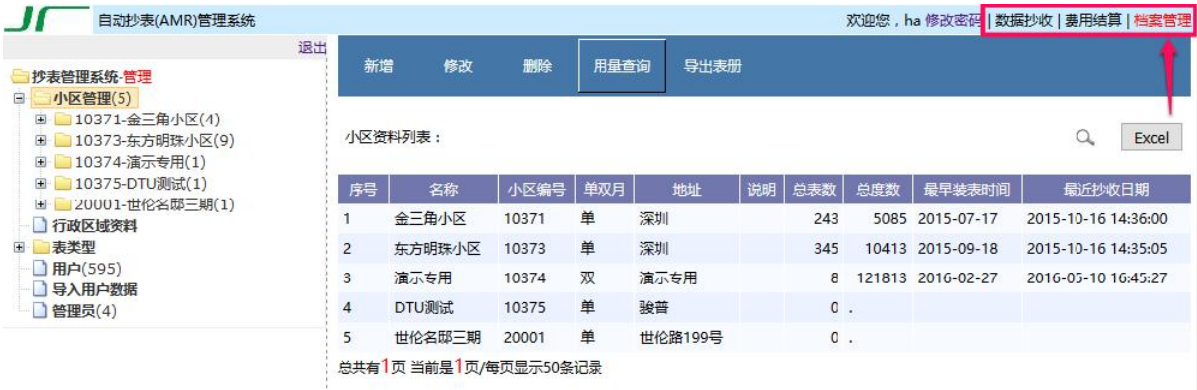 自动抄表(AMR)管理系统
欢迎您，ha 修改密码 | 数据抄收 | 费用结算 | 档案管理
退出
抄表管理系统-管理
小区管理(5)
10371-金三角小区(4)
10373-东方明珠小区(9)
10374-演示专用(1)
10375-DTU测试(1)
20001-世伦名邸三期(1)
行政区域资料
表类型
用户(595)
导入用户数据
管理员(4)
新增 修改 删除 用量查询 导出表册
小区资料列表： Excel
序号 名称 小区编号 单双月 地址 说明 总表数 总度数 最早装表时间 最近抄收日期
1 金三角小区 10371 单 深圳 243 5085 2015-07-17 2015-10-16 14:36:00
2 东方明珠小区 10373 单 深圳 345 10413 2015-09-18 2015-10-16 14:35:05
3 演示专用 10374 双 演示专用 8 121813 2016-02-27 2016-05-10 16:45:27
4 DTU测试 10375 单 骏普 0 .
5 世伦名邸三期 20001 单 世伦路199号 0 .
总共有1页 当前是1页/每页显示50条记录